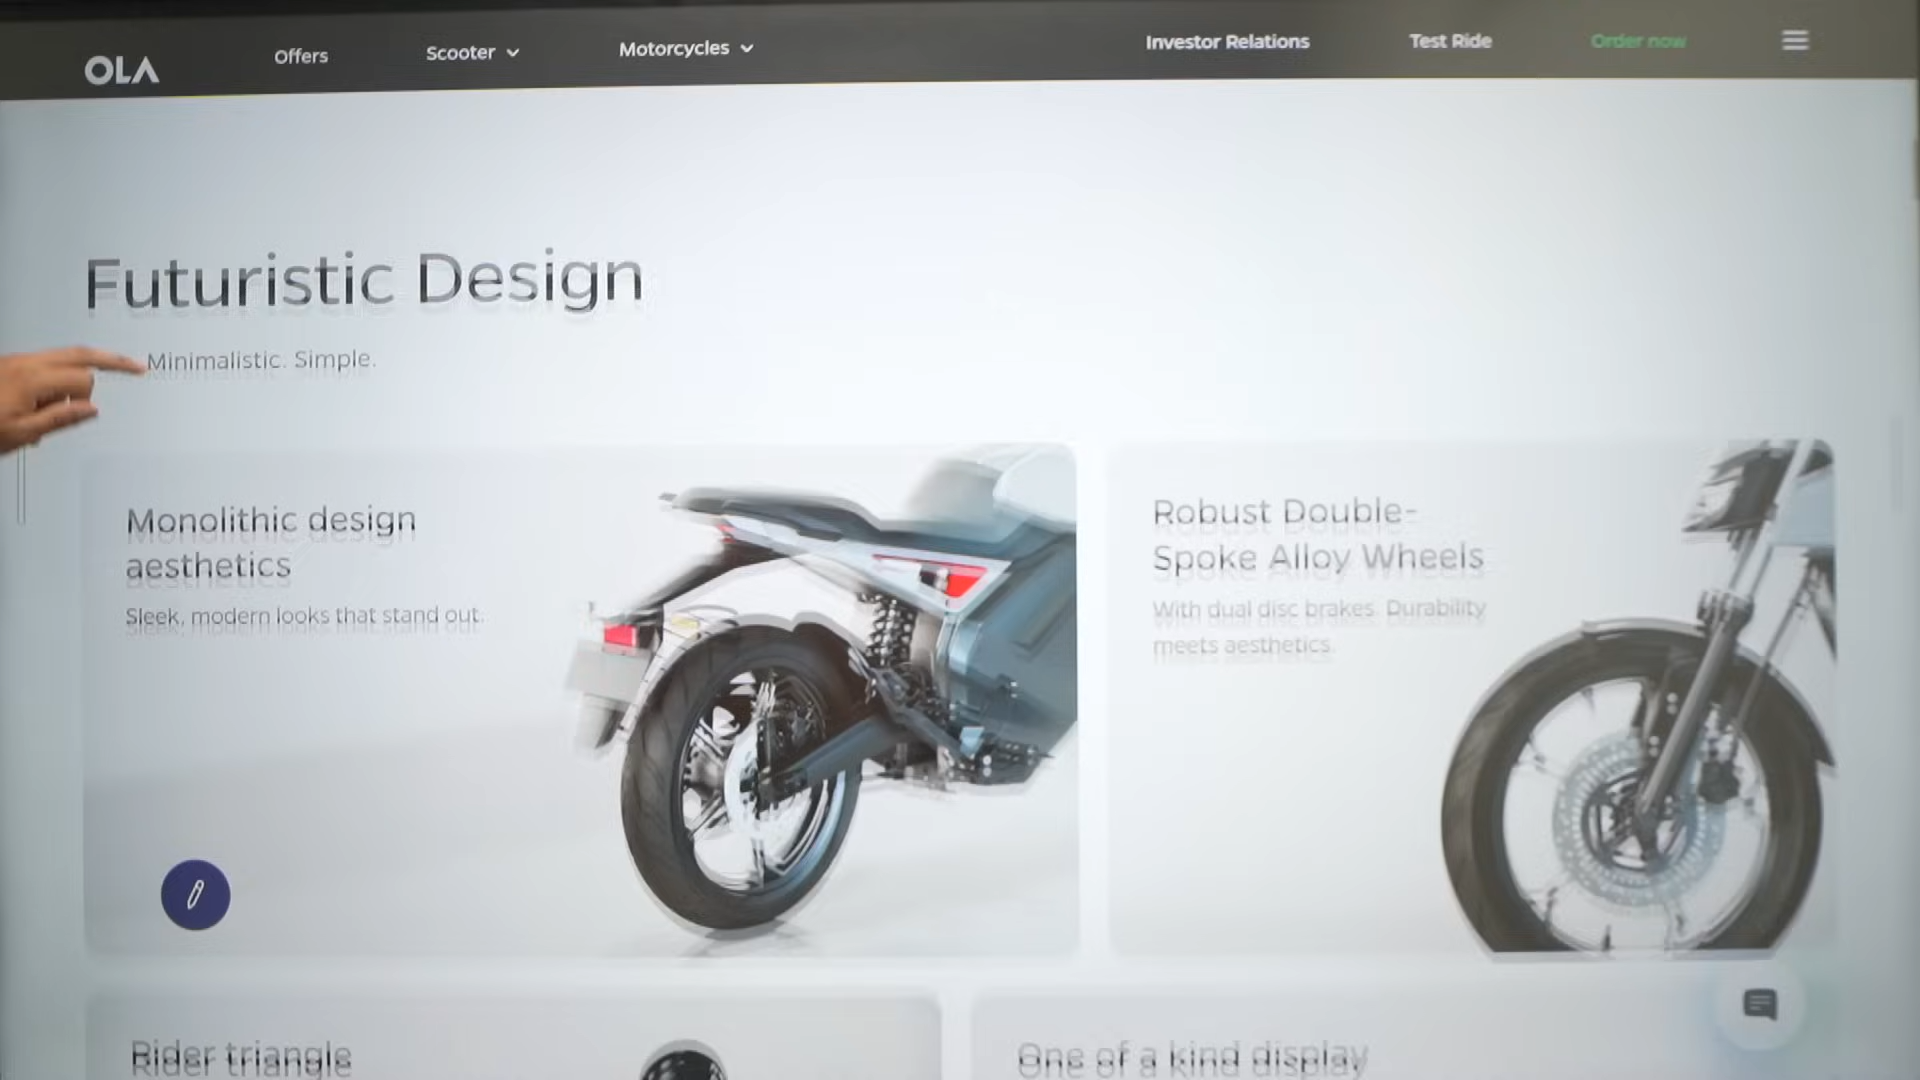 OLA
Offers
Scooter
Motorcycles
Investor Relations
Test Ride
Order now
Futuristic Design
Minimalistic. Simple.
Monolithic design
aesthetics
Sleek, modern looks that stand out.
Robust Double-
Spoke Alloy Wheels
With dual disc brakes. Durability
meets aesthetics.
Rider triangle
One of a kind display